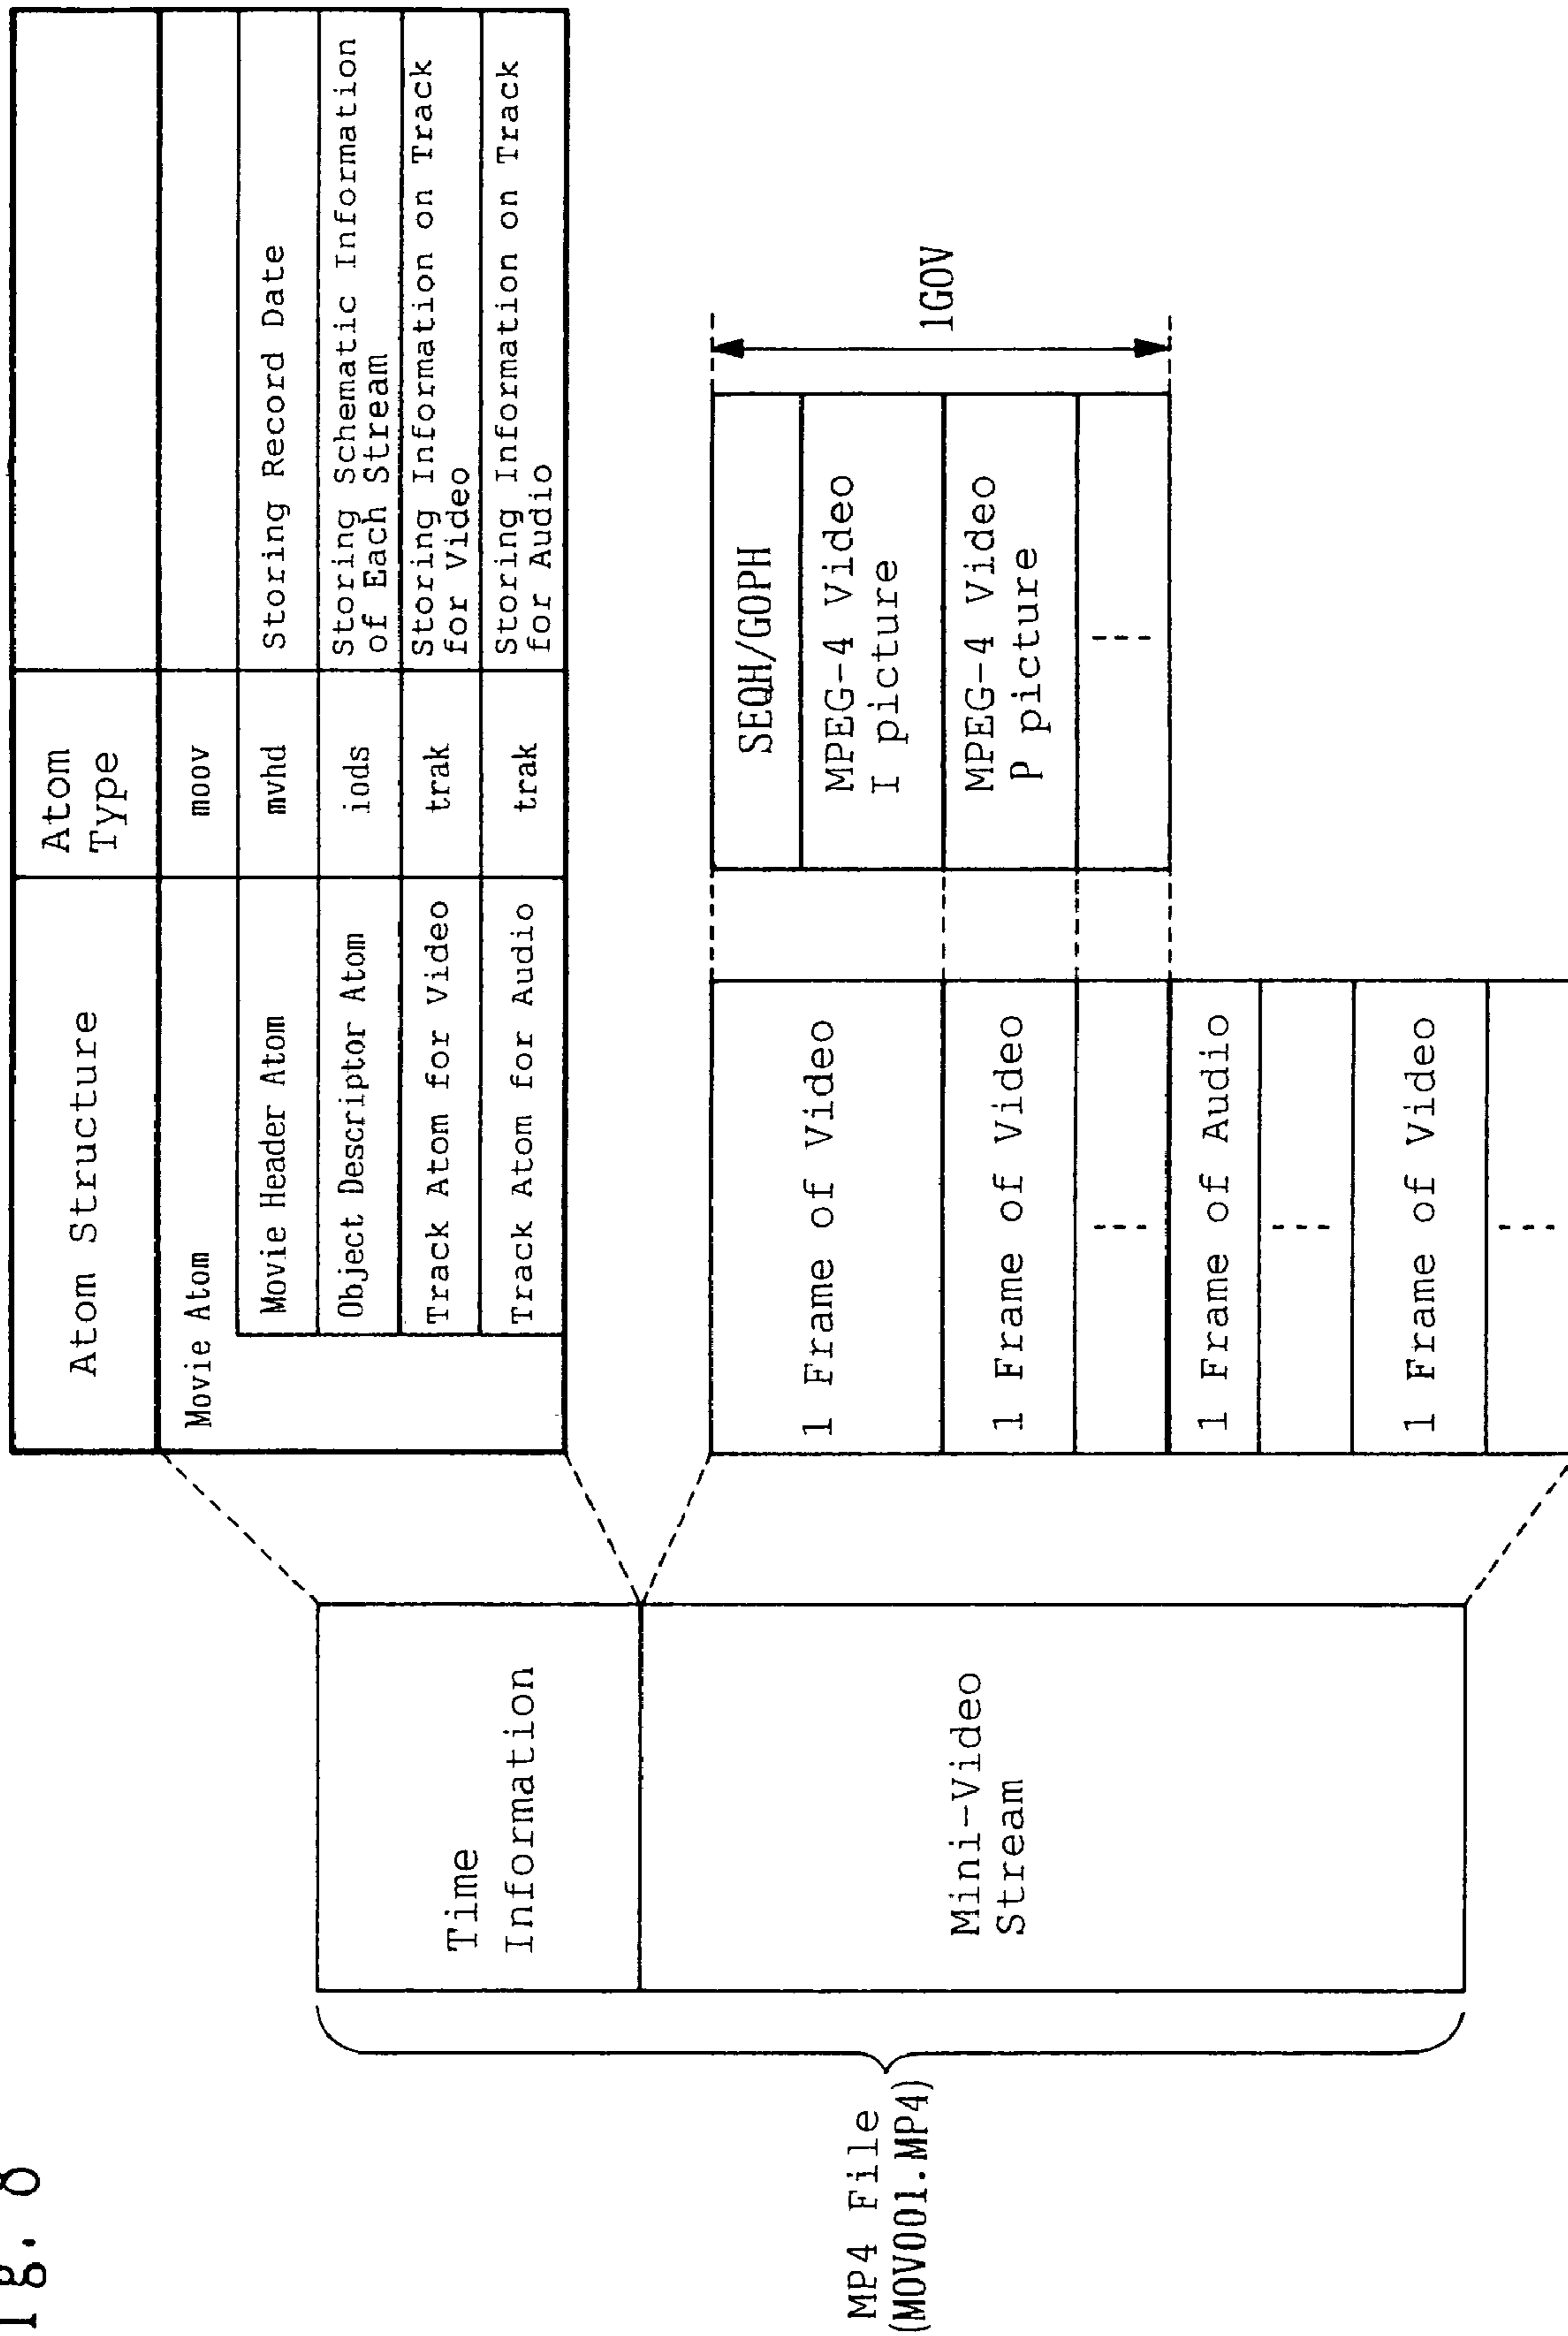 ig. 8
MP4 File
(MOV001.MP4)
Time
Information
Mini-Video
Stream
Atom Structure
Atom
Type
Movie Atom
moov
Movie Header Atom
mvhd
Storing Record Date
Object Descriptor Atom
iods
Storing Schematic Information
of Each Stream
Track Atom for Video
trak
Storing Information on Track
for Video
Track Atom for Audio
trak
Storing Information on Track
for Audio
1 Frame of Video
1 Frame of Video
---
1 Frame of Audio
---
1 Frame of Video
---
SEQH/GOPH
MPEG-4 Video
I picture
MPEG-4 Video
P picture
---
1GOV